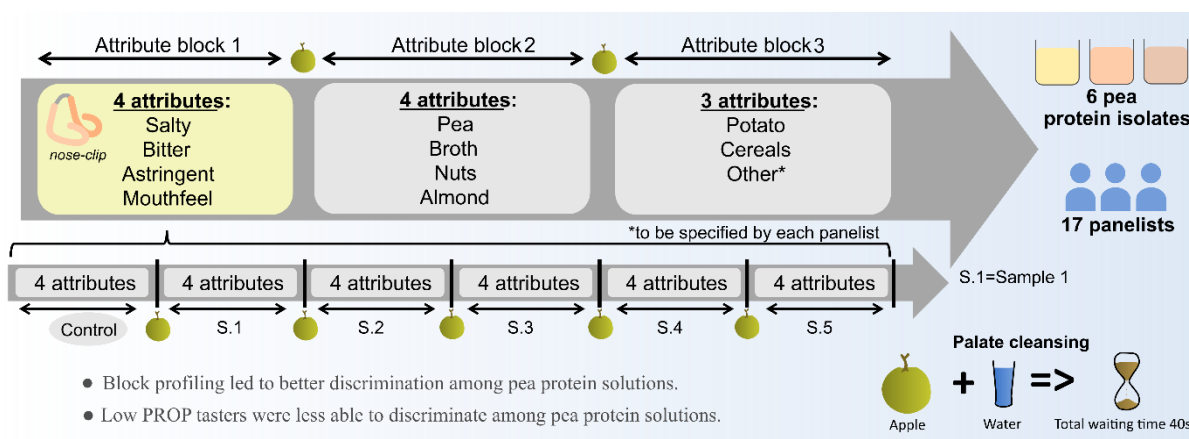 Attribute block 1
Attribute block 2
Attribute block 3
nose-clip
4 attributes:
Salty
Bitter
Astringent
Mouthfeel
4 attributes:
Pea
Broth
Nuts
Almond
3 attributes:
Potato
Cereals
Other*
6 pea
protein isolates
17 panelists
*to be specified by each panelist
4 attributes
4 attributes
4 attributes
4 attributes
4 attributes
4 attributes
S.1=Sample 1
Control
S.1
S.2
S.3
S.4
S.5
● Block profiling led to better discrimination among pea protein solutions.
● Low PROP tasters were less able to discriminate among pea protein solutions.
Palate cleansing
+
=>
Apple
Water
Total waiting time 40s